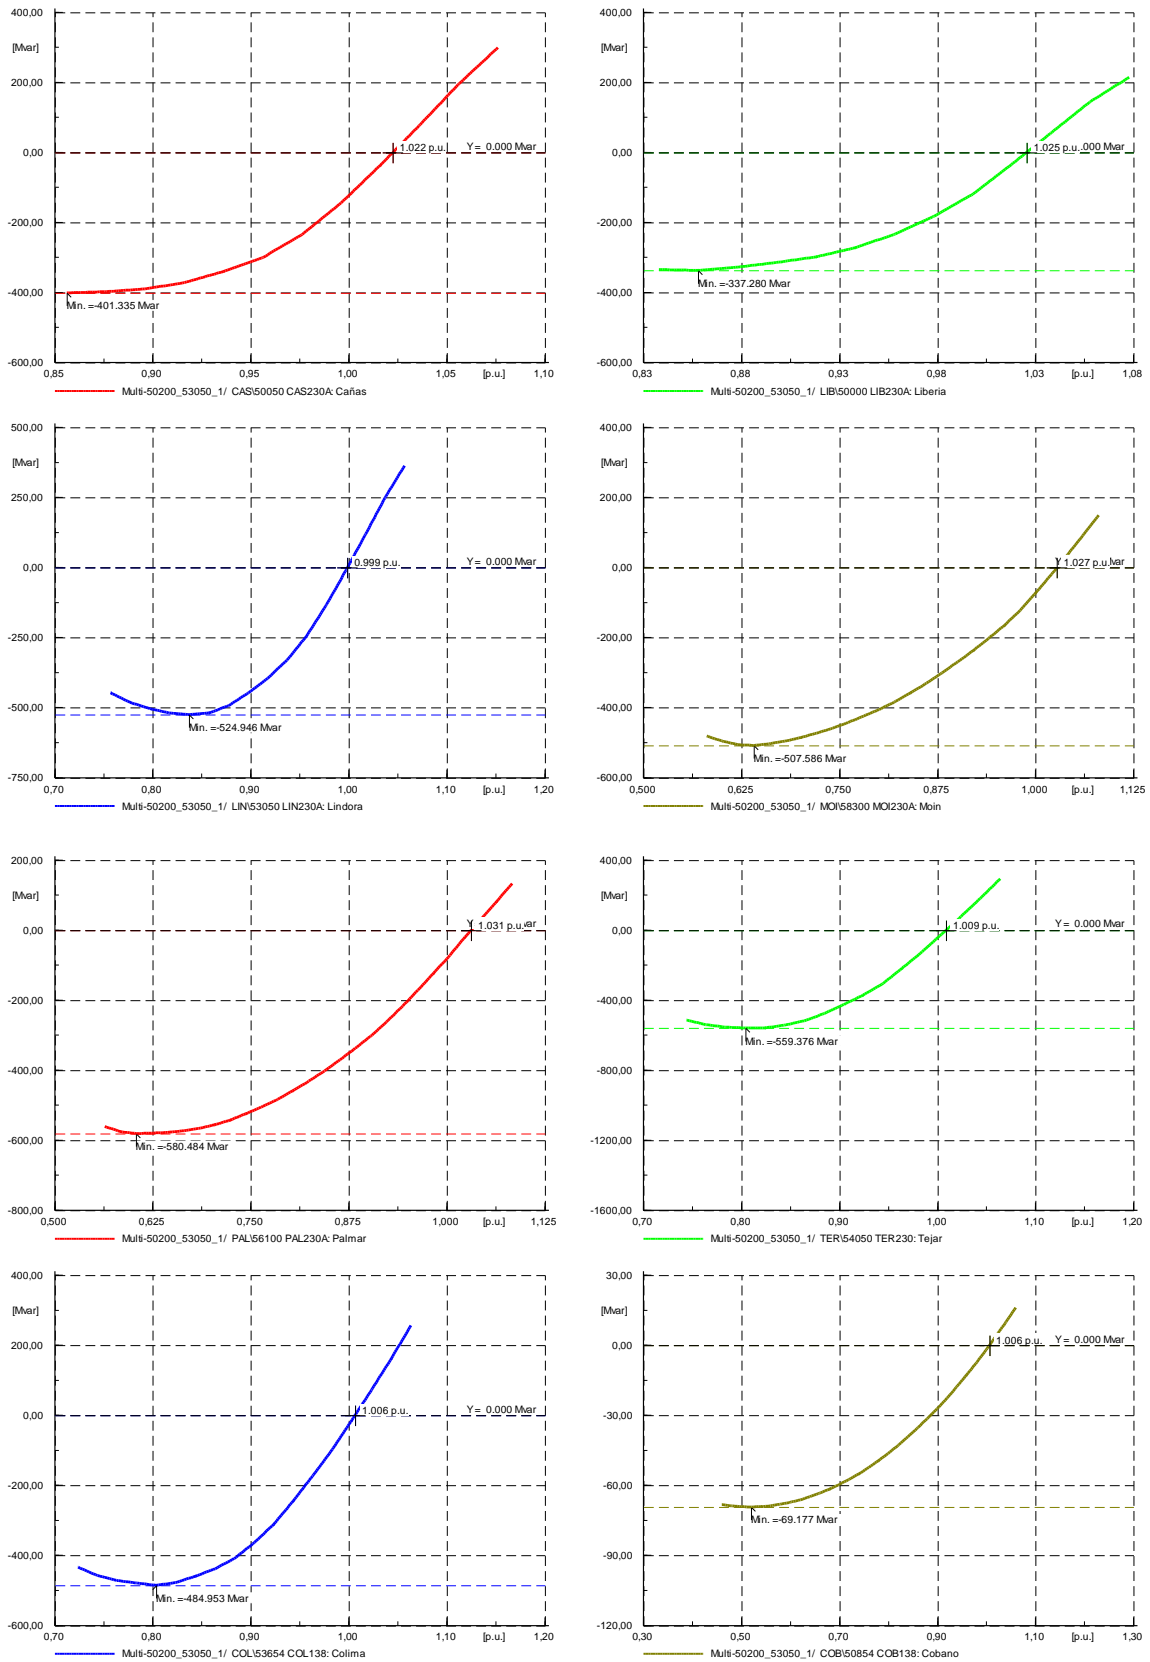 400,00
[Mvar]
200,00
0,00
-200,00
-400,00
-600,00
1.022 p.u.
Y = 0.000 Mvar
Min. =-401.335 Mvar
0,85
0,90
0,95
1,00
1,05
[p.u.]
1,10
Multi-50200_53050_1/ CAS\50050 CAS230A: Cañas
400,00
[Mvar]
200,00
0,00
-200,00
-400,00
-600,00
1.025 p.u.
.000 Mvar
Min. =-337.280 Mvar
0,83
0,88
0,93
0,98
1,03
[p.u.]
1,08
Multi-50200_53050_1/ LIB\50000 LIB230A: Liberia
500,00
[Mvar]
250,00
0,00
-250,00
-500,00
-750,00
0.999 p.u.
Y = 0.000 Mvar
Min. =-524.946 Mvar
0,70
0,80
0,90
1,00
1,10
[p.u.]
1,20
Multi-50200_53050_1/ LIN\53050 LIN230A: Lindora
400,00
[Mvar]
200,00
0,00
-200,00
-400,00
-600,00
Y
1.027 p.u.
Min. =-507.586 Mvar
0,500
0,625
0,750
0,875
1,000
[p.u.]
1,125
Multi-50200_53050_1/ MOI\58300 MOI230A: Moin
200,00
[Mvar]
0,00
-200,00
-400,00
-600,00
-800,00
Y
1.031 p.u.
Min. =-580.484 Mvar
0,500
0,625
0,750
0,875
1,000
[p.u.]
1,125
Multi-50200_53050_1/ PAL\56100 PAL230A: Palmar
400,00
[Mvar]
0,00
-400,00
-800,00
-1200,00
-1600,00
1.009 p.u.
Y = 0.000 Mvar
Min. =-559.376 Mvar
0,70
0,80
0,90
1,00
1,10
[p.u.]
1,20
Multi-50200_53050_1/ TER\54050 TER230: Tejar
400,00
[Mvar]
200,00
0,00
-200,00
-400,00
-600,00
1.006 p.u.
Y = 0.000 Mvar
Min. =-484.953 Mvar
0,70
0,80
0,90
1,00
1,10
[p.u.]
1,20
Multi-50200_53050_1/ COL\53654 COL138: Colima
30,00
[Mvar]
0,00
-30,00
-60,00
-90,00
-120,00
1.006 p.u.
Y = 0.000 Mvar
Min. =-69.177 Mvar
0,30
0,50
0,70
0,90
1,10
[p.u.]
1,30
Multi-50200_53050_1/ COB\50854 COB138: Cobano